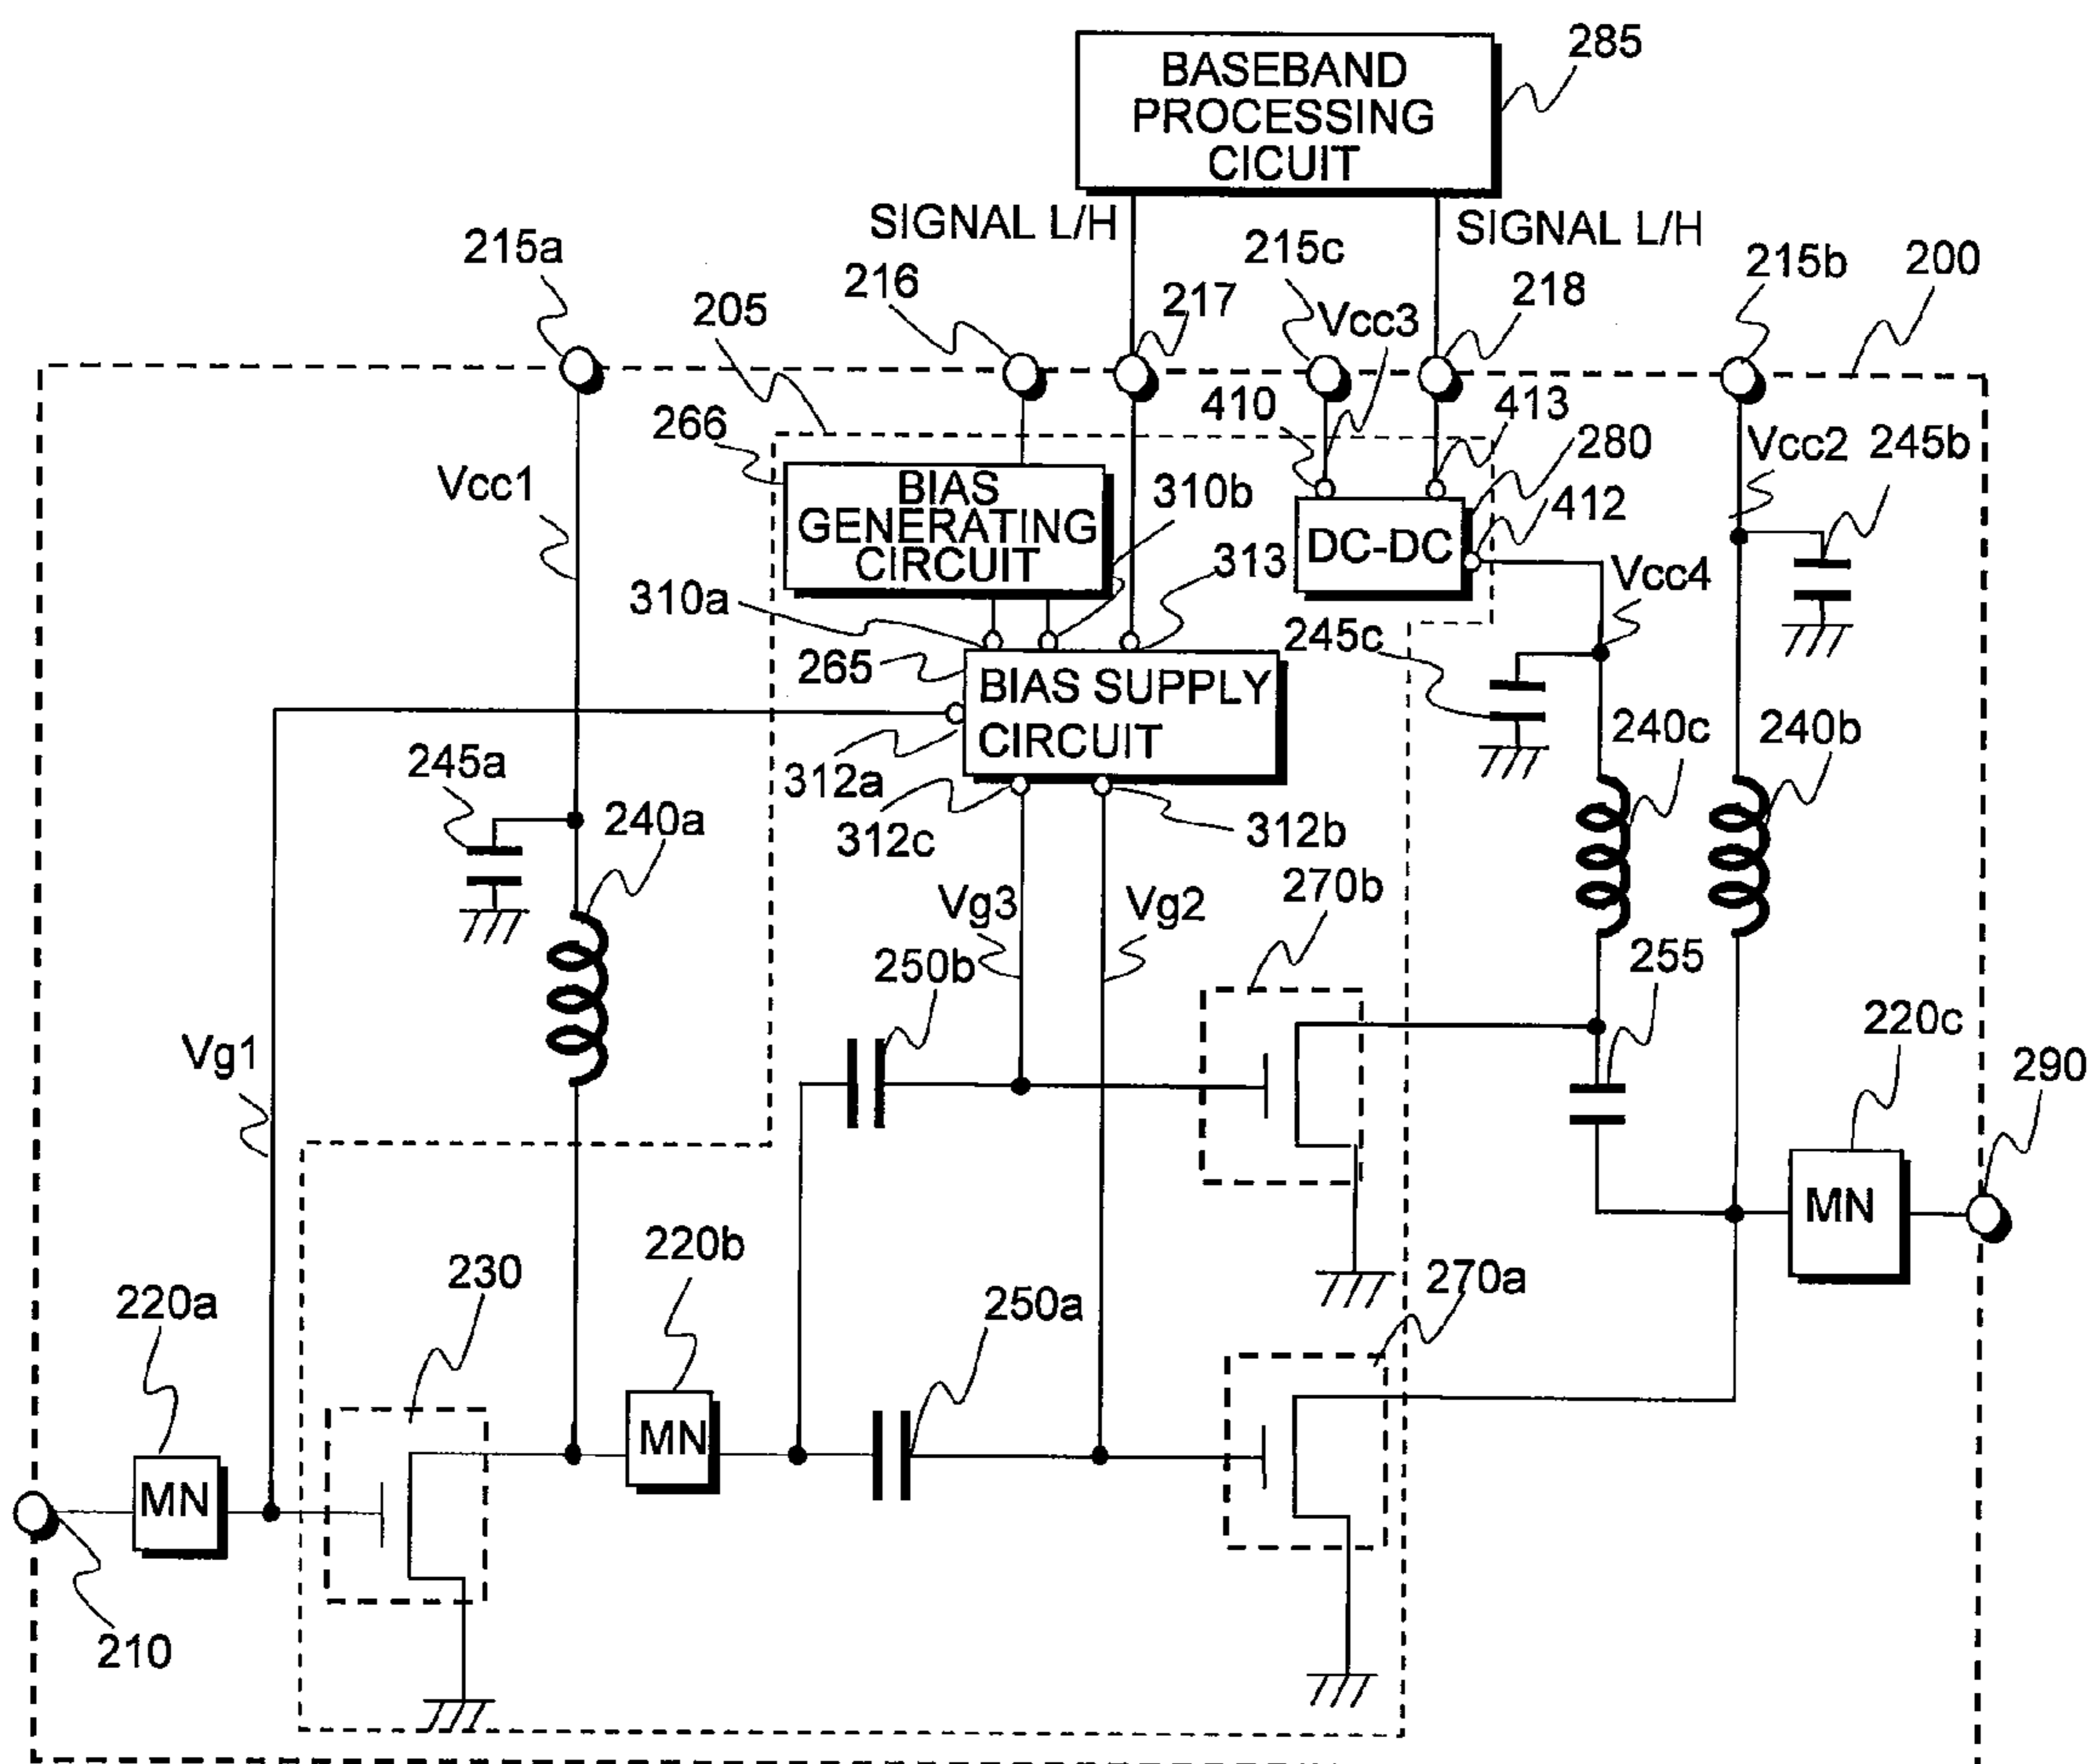 285
BASEBAND
PROCESSING
CICUIT
SIGNAL L/H
SIGNAL L/H
215a
216
205
217
215c
Vcc3
218
215b
200
266
410
413
280
412
Vcc2
245b
Vcc1
BIAS
GENERATING
CIRCUIT
310b
DC-DC
313
Vcc4
310a
265
BIAS SUPPLY
CIRCUIT
245c
240c
240b
245a
240a
312a
312c
312b
270b
Vg3
Vg2
250b
255
220c
Vg1
290
MN
220b
230
220a
250a
270a
MN
MN
210